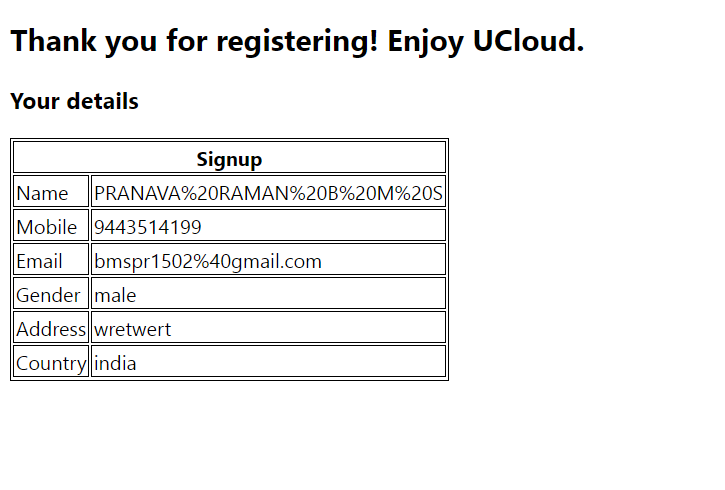 Thank you for registering! Enjoy UCloud.
Your details
Signup
Name PRANAVA%20RAMAN%20B%20M%20S
Mobile 9443514199
Email bmspr1502%40gmail.com
Gender male
Address wretwert
Country india